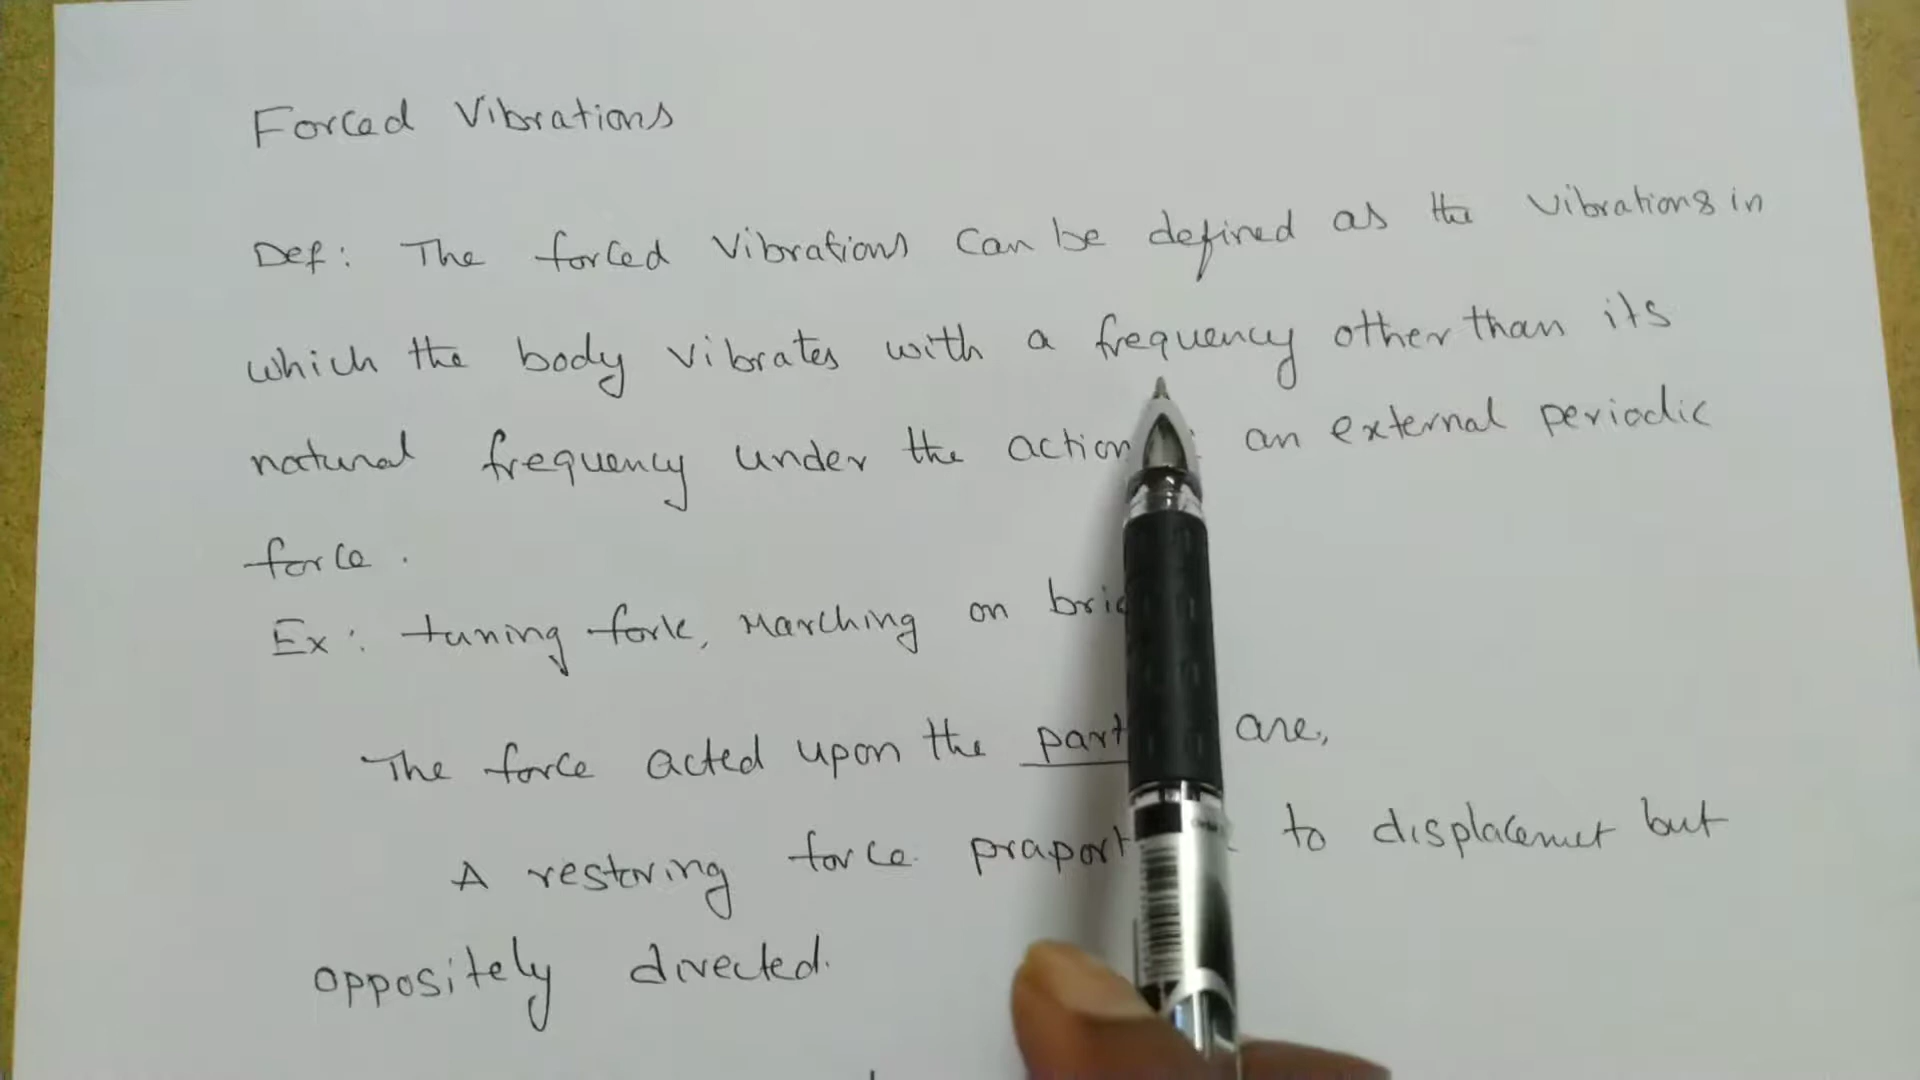 Forced Vibrations
Def: The forced vibrations can be defined as the vibrations in
which the body vibrates with a frequency other than its
natural frequency under the action an external periodic
force.
Ex: tuning fork, Marching on
The force acted upon the are,
A restoring force to displacemet but
oppositely directed.